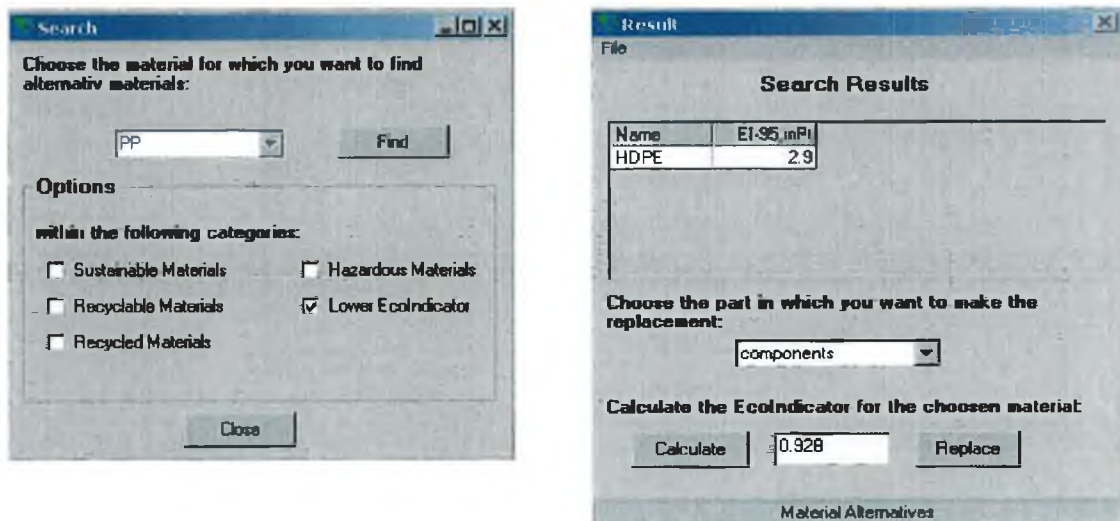 Search
Choose the material for which you want to find
alternativ materials:
PP
Find
Options
within the following categories:
Sustainable Materials
Hazardous Materials
Recyclable Materials
Lower EcoIndicator
Recycled Materials
Close
Result
File
Search Results
Name EI-95 inPt
HDPE 2.9
Choose the part in which you want to make the
replacement:
components
Calculate the EcoIndicator for the choosen material:
Calculate
0.928
Replace
Material Alternatives